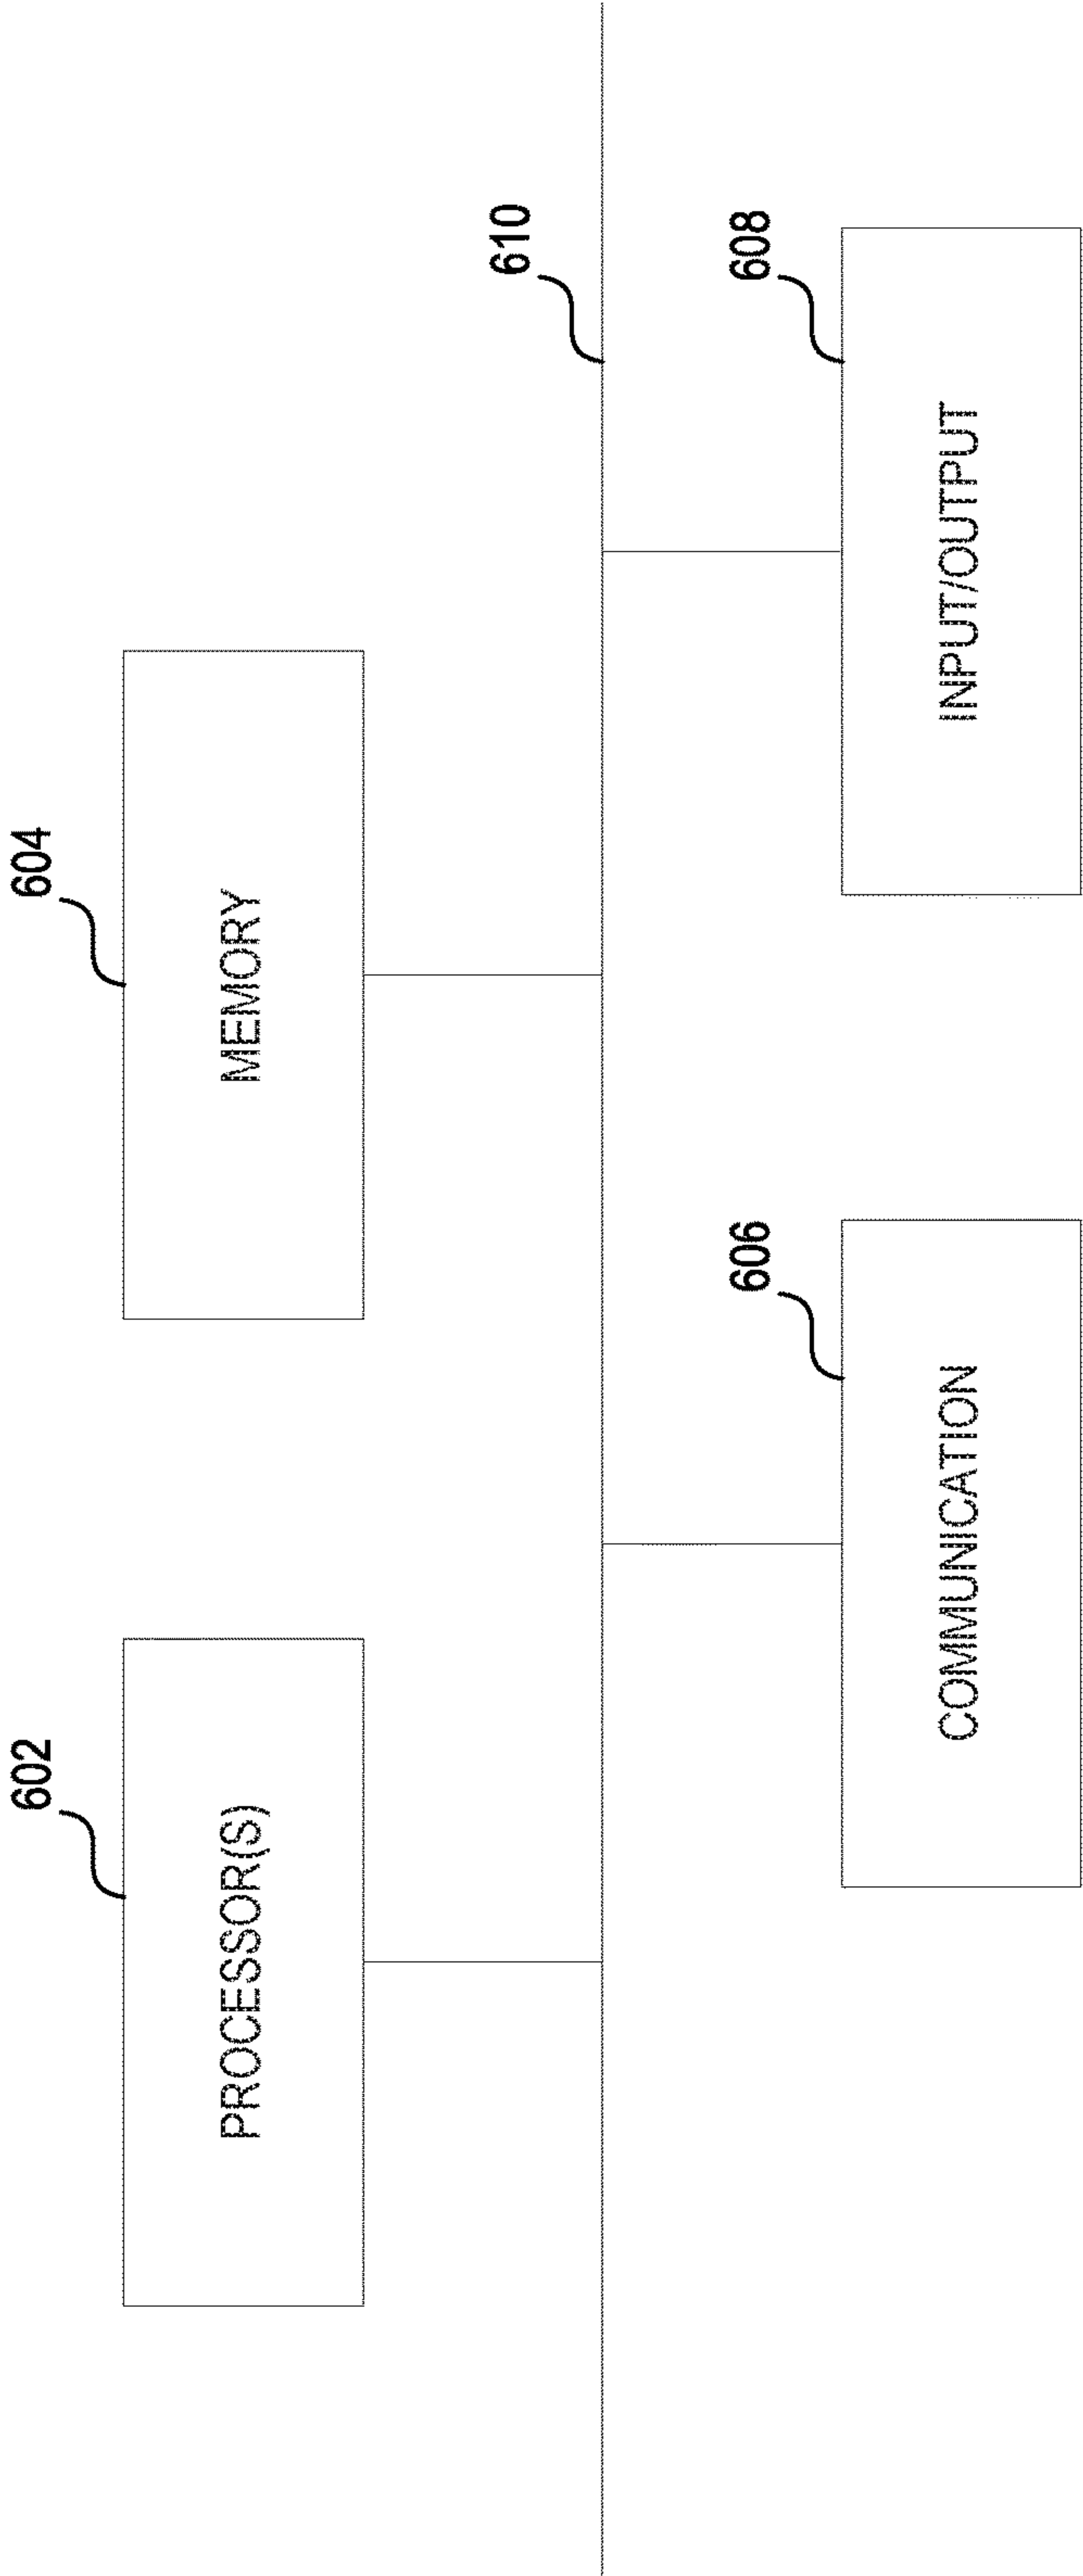 602
PROCESSOR(S)
604
MEMORY
610
606
COMMUNICATION
608
INPUT/OUTPUT